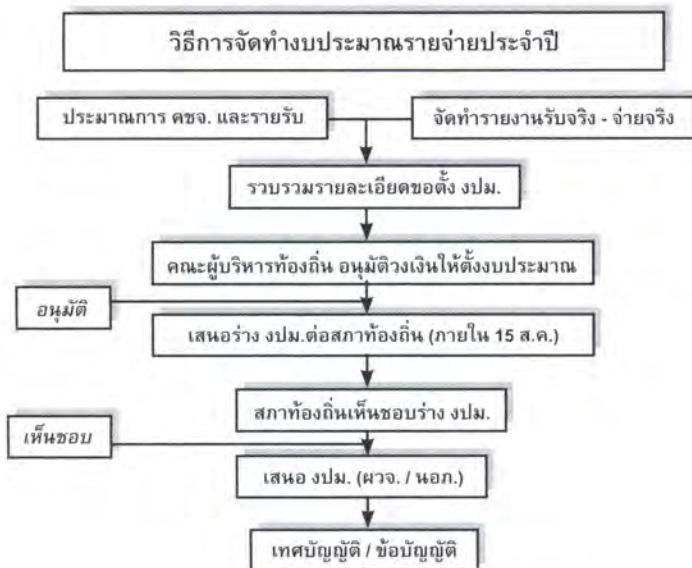 วิธีการจัดทำงบประมาณรายจ่ายประจำปี
ประมาณการ คชจ. และรายรับ
จัดทำรายงานรับจริง - จ่ายจริง
รวบรวมรายละเอียดขอตั้ง งปม.
คณะผู้บริหารท้องถิ่น อนุมัติวงเงินให้ตั้งงบประมาณ
อนุมัติ
เสนอร่าง งปม.ต่อสภาท้องถิ่น (ภายใน 15 ส.ค.)
สภาท้องถิ่นเห็นชอบร่าง งปม.
เห็นชอบ
เสนอ งปม. (ผวจ. / นอภ.)
เทศบัญญัติ / ข้อบัญญัติ